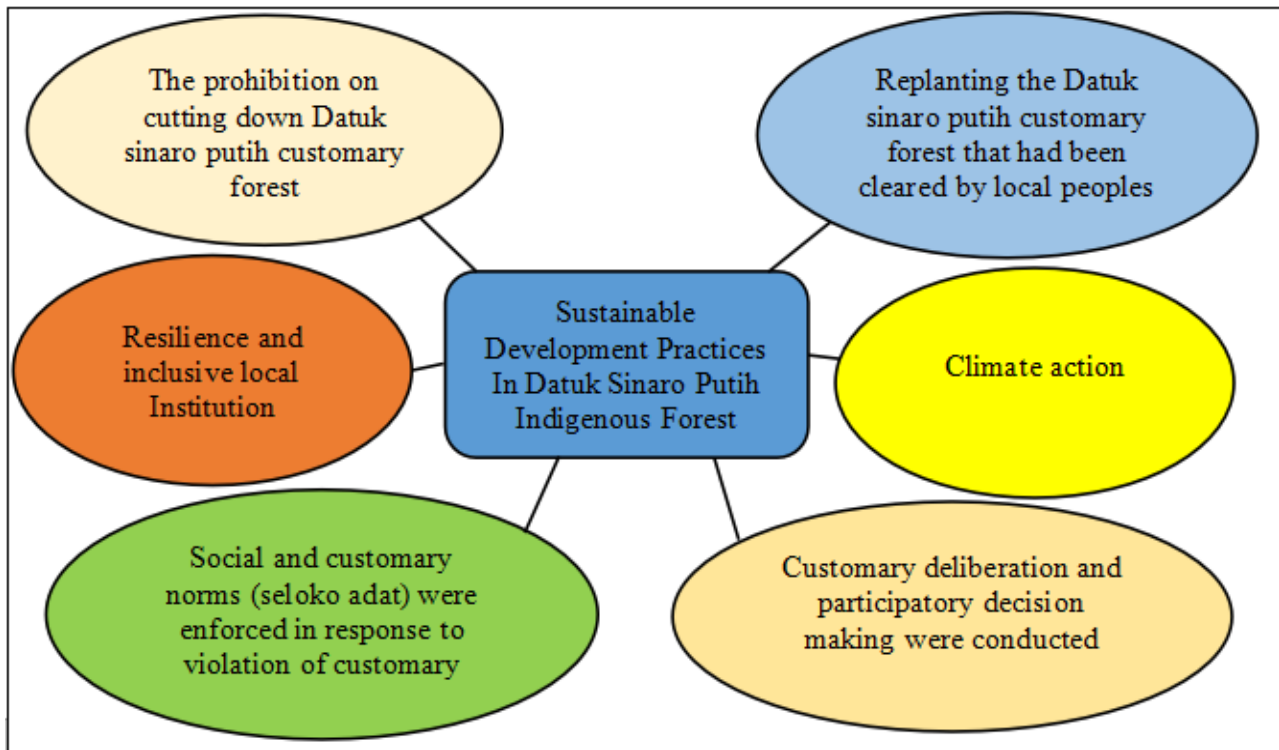 The prohibition on
cutting down Datuk
sinaro putih customary
forest
Replanting the Datuk
sinaro putih customary
forest that had been
cleared by local peoples
Sustainable
Development Practices
In Datuk Sinaro Putih
Indigenous Forest
Resilience and
inclusive local
Institution
Climate action
Social and customary
norms (seloko adat) were
enforced in response to
violation of customary
Customary deliberation and
participatory decision
making were conducted